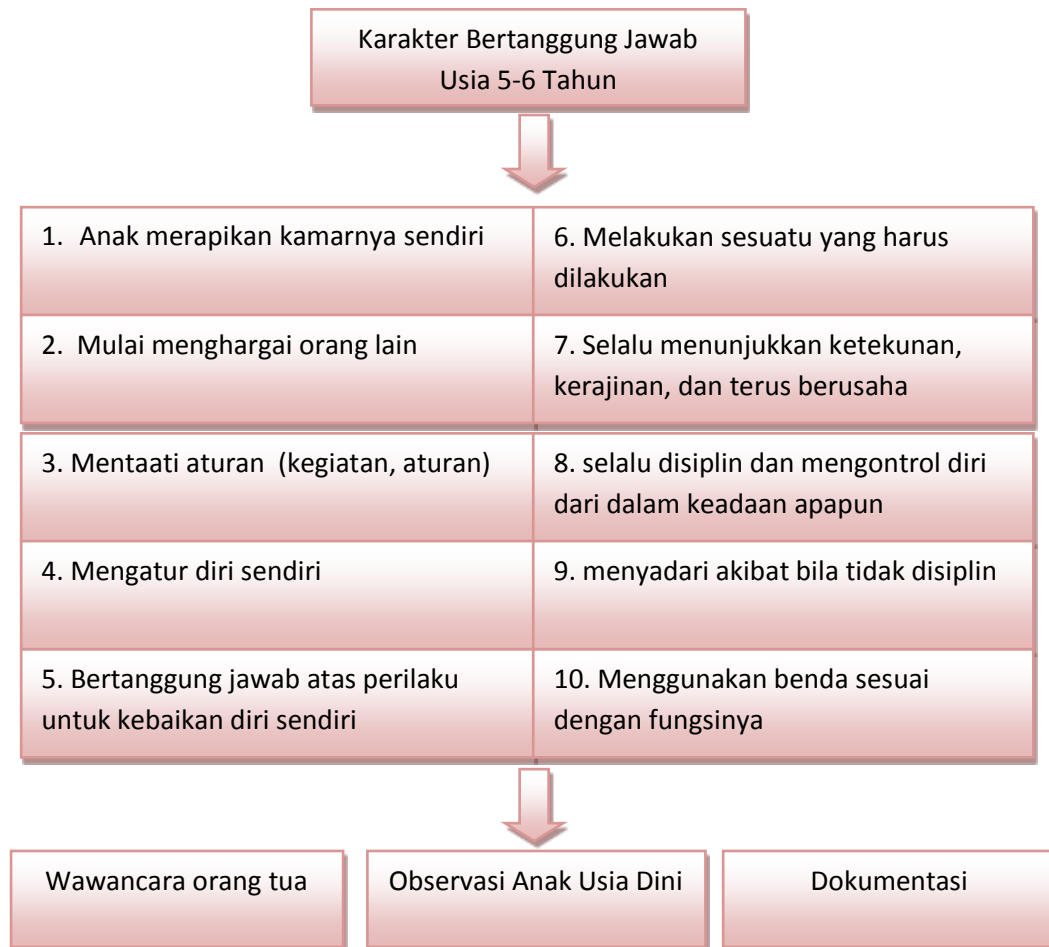 Karakter Bertanggung Jawab
Usia 5-6 Tahun
1. Anak merapikan kamarnya sendiri
6. Melakukan sesuatu yang harus
dilakukan
2. Mulai menghargai orang lain
7. Selalu menunjukkan ketekunan,
kerajinan, dan terus berusaha
3. Mentaati aturan (kegiatan, aturan)
8. selalu disiplin dan mengontrol diri
dari dalam keadaan apapun
4. Mengatur diri sendiri
9. menyadari akibat bila tidak disiplin
5. Bertanggung jawab atas perilaku
untuk kebaikan diri sendiri
10. Menggunakan benda sesuai
dengan fungsinya
Wawancara orang tua
Observasi Anak Usia Dini
Dokumentasi